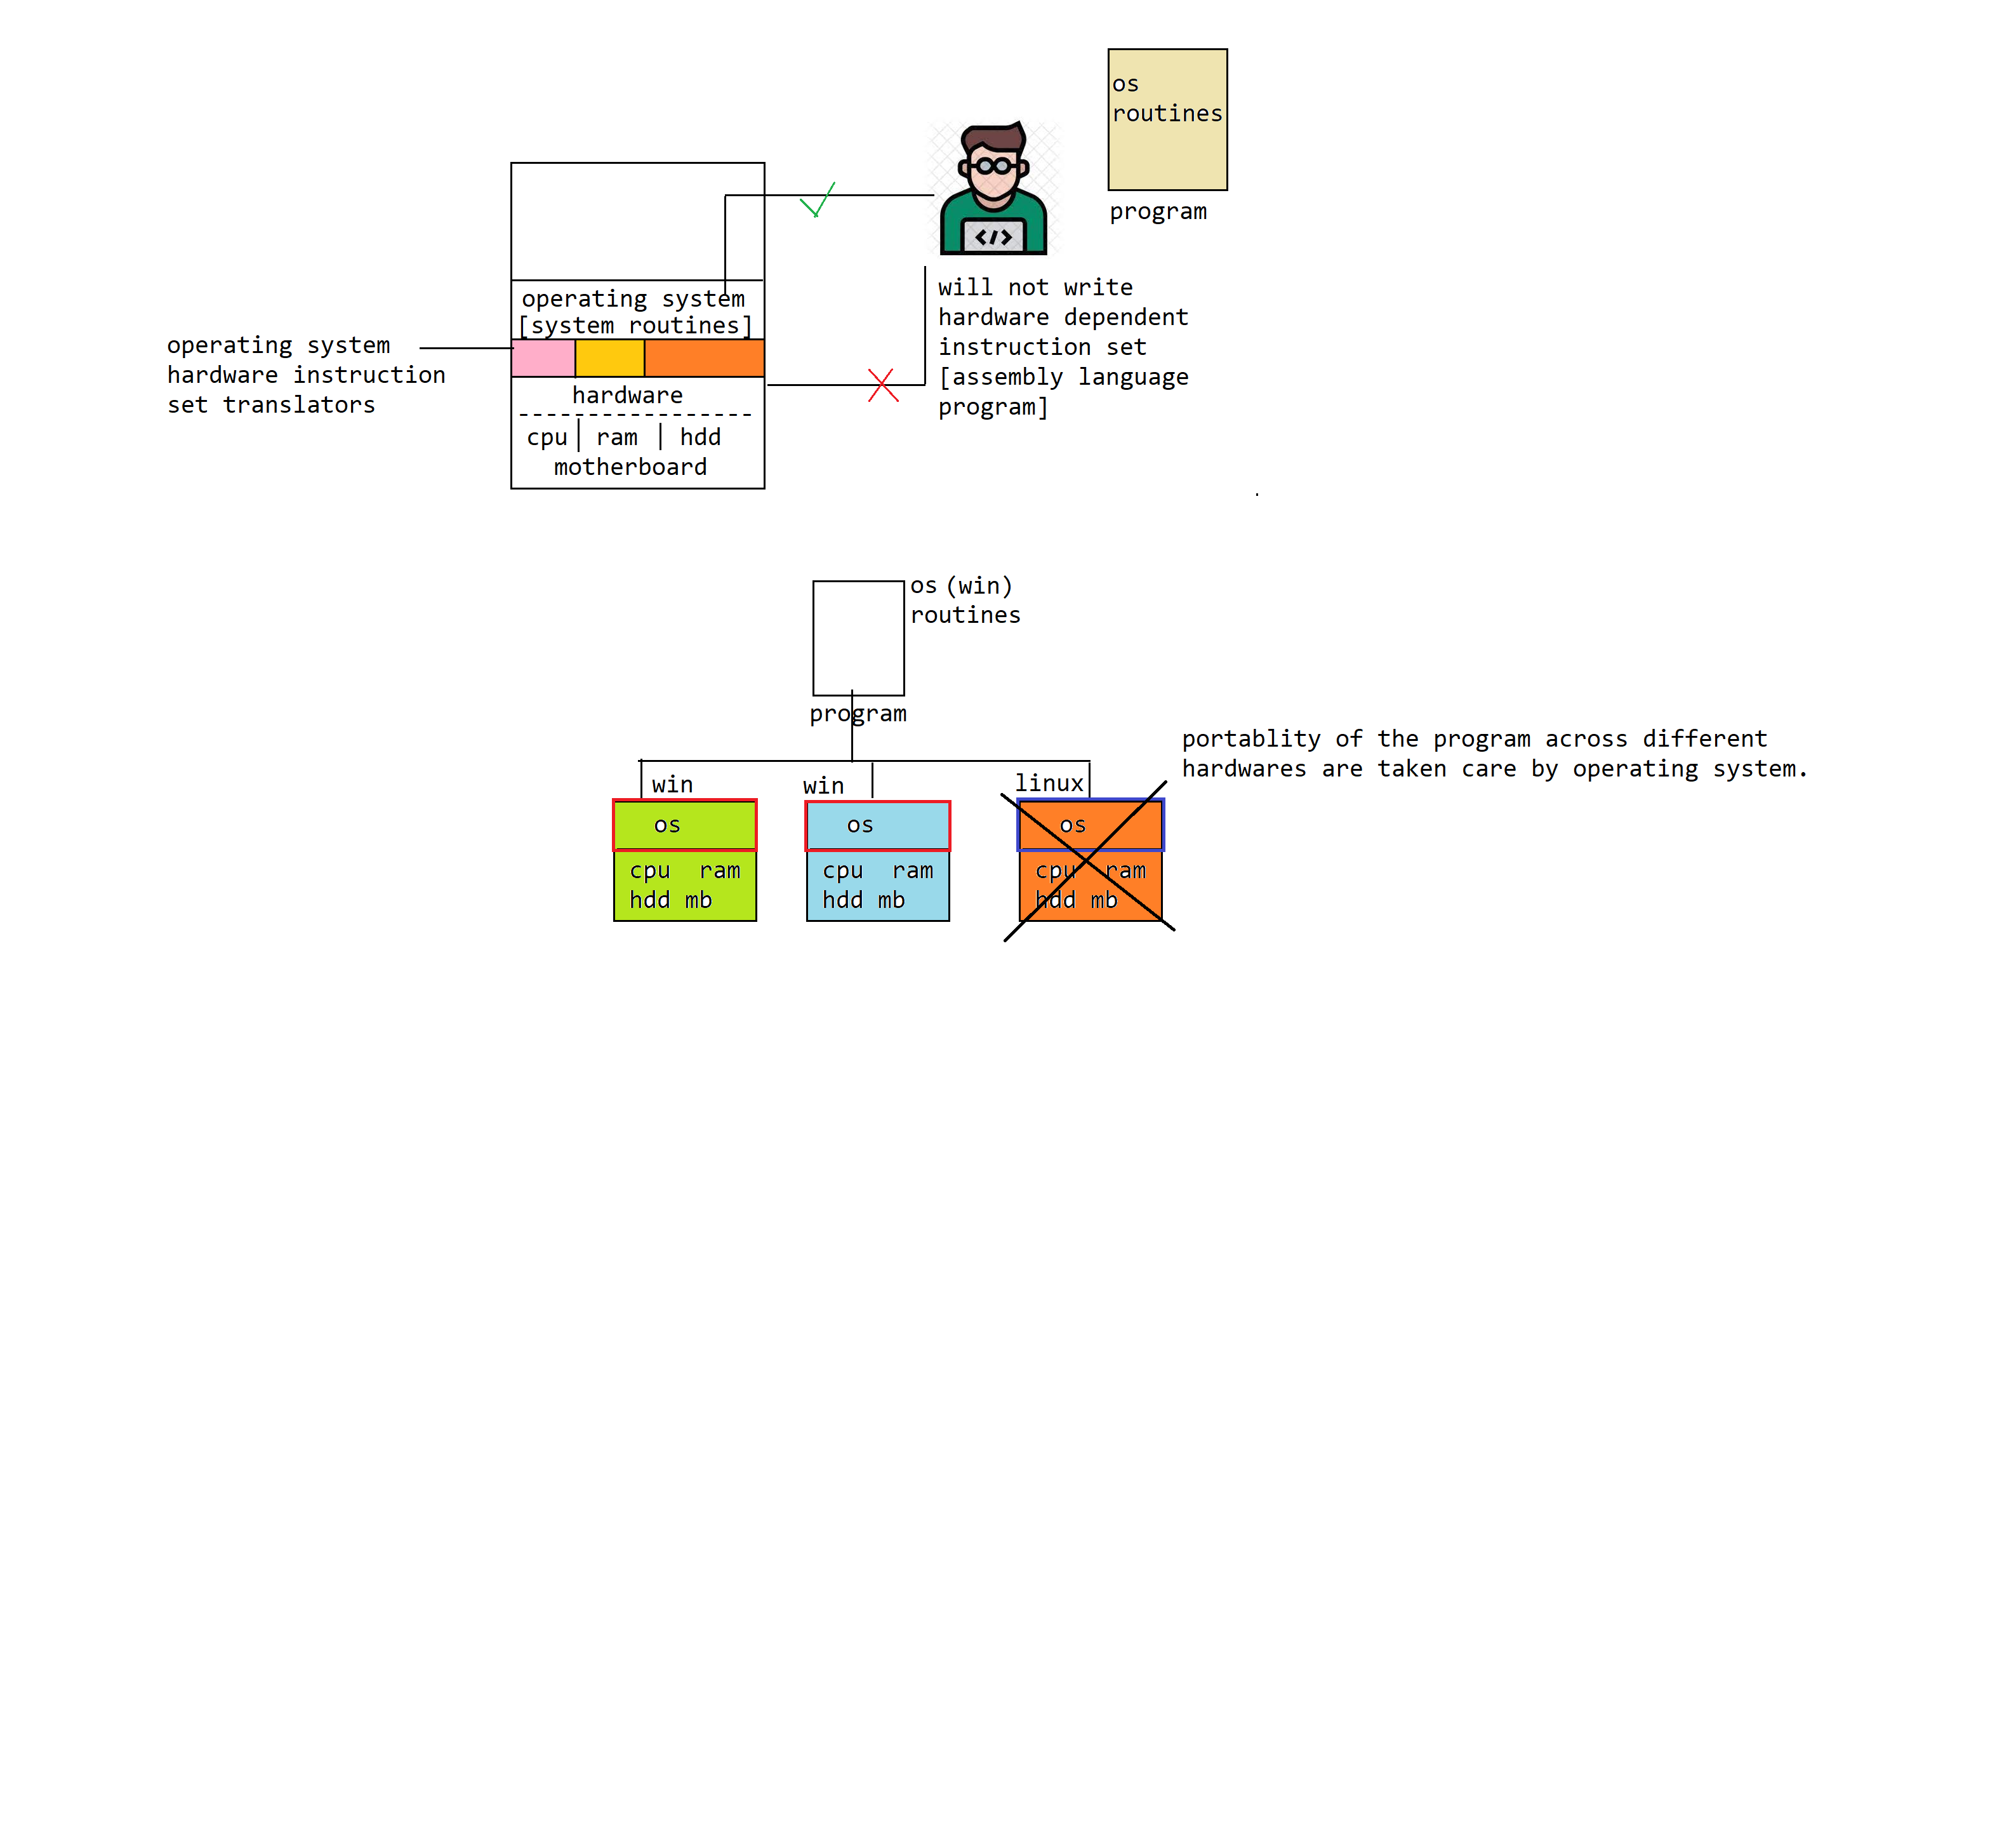 os
routines
program
operating system
[system routines]
operating system
hardware instruction
set translators
hardware
-----------------
cpu | ram | hdd
motherboard
</>
will not write
hardware dependent
instruction set
[assembly language
program]
os (win)
routines
program
portablity of the program across different
hardwares are taken care by operating system.
win
win
linux
os
cpu ram
hdd mb
os
cpu ram
hdd mb
os
cpu ram
hdd mb